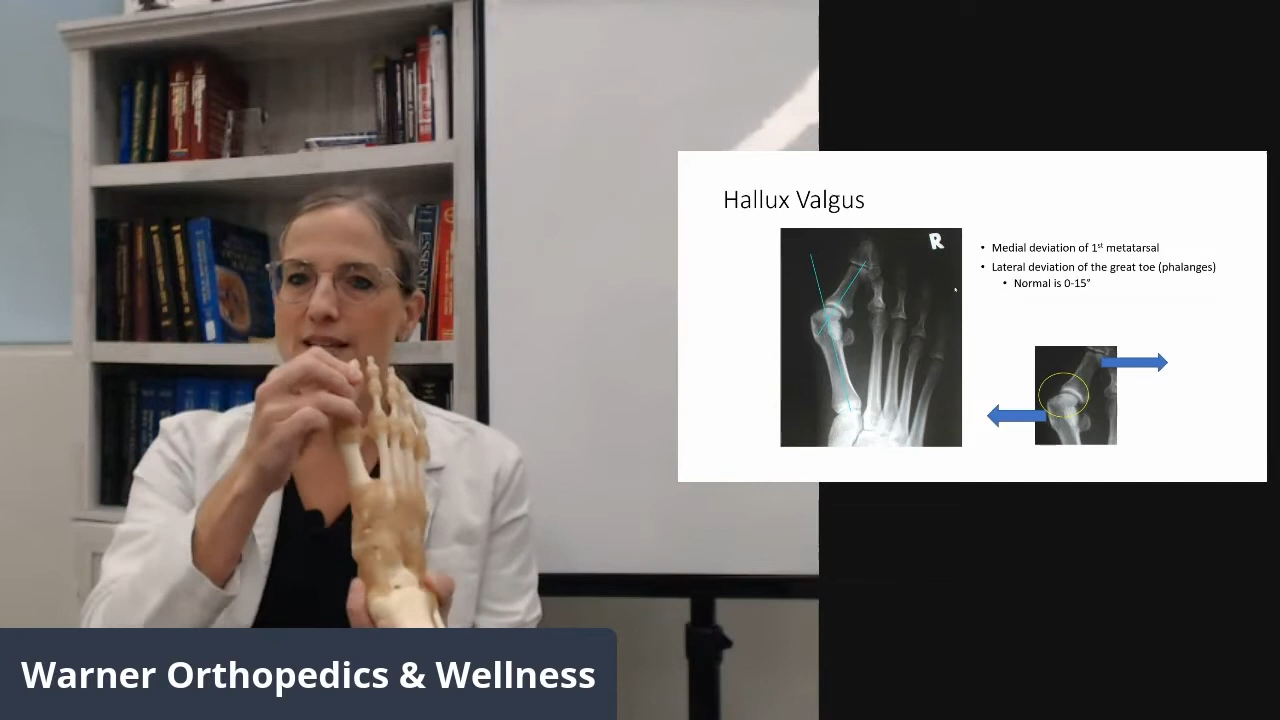 Hallux Valgus
R
• Medial deviation of 1st metatarsal
• Lateral deviation of the great toe (phalanges)
• Normal is 0-15°
ESSENTI
Warner Orthopedics & Wellness